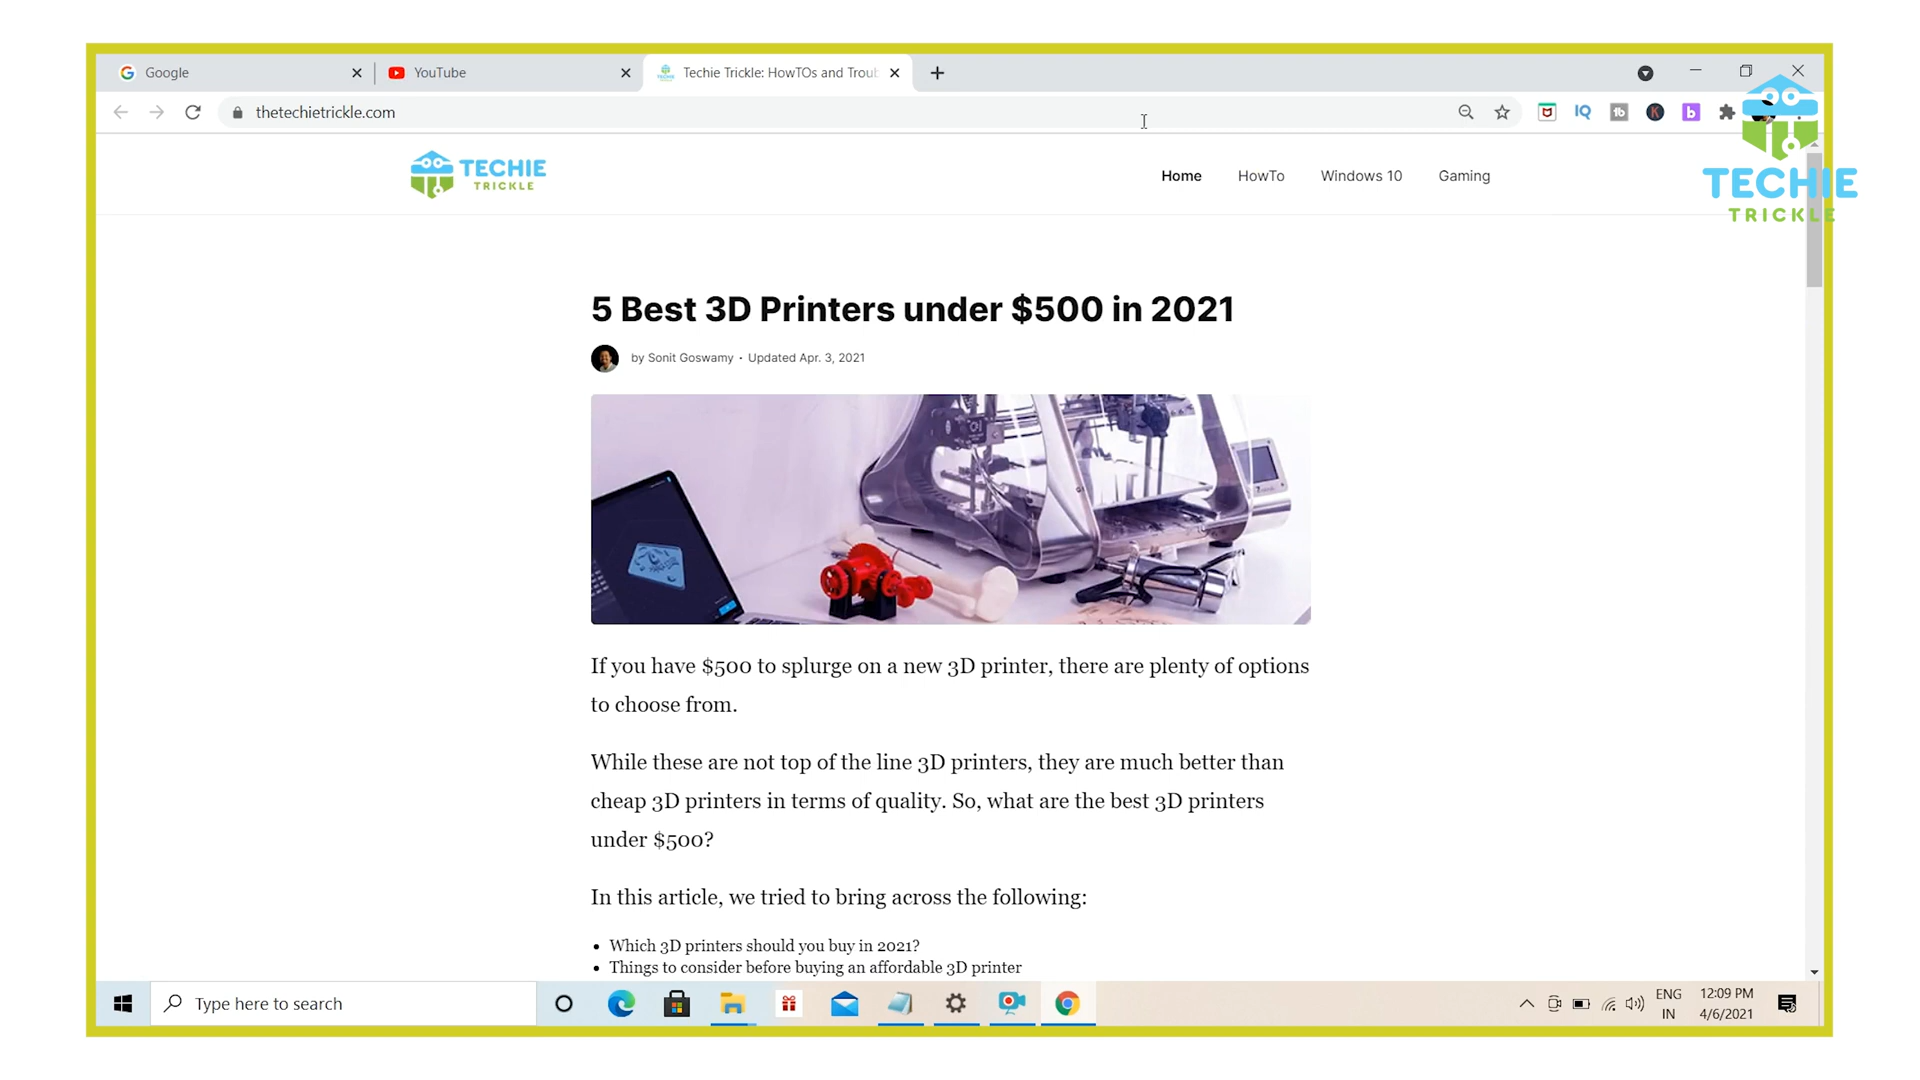 Google
YouTube
Techie Trickle: HowTOs and Troub
thetechietrickle.com
IQ
tb
K
b
TECHIE
TRICKLE
Home
HowTo
Windows 10
Gaming
TECHIE
TRICKLE
5 Best 3D Printers under $500 in 2021
by Sonit Goswamy · Updated Apr. 3, 2021
If you have $500 to splurge on a new 3D printer, there are plenty of options
to choose from.
While these are not top of the line 3D printers, they are much better than
cheap 3D printers in terms of quality. So, what are the best 3D printers
under $500?
In this article, we tried to bring across the following:
• Which 3D printers should you buy in 2021?
• Things to consider before buying an affordable 3D printer
Type here to search
ENG
IN
12:09 PM
4/6/2021